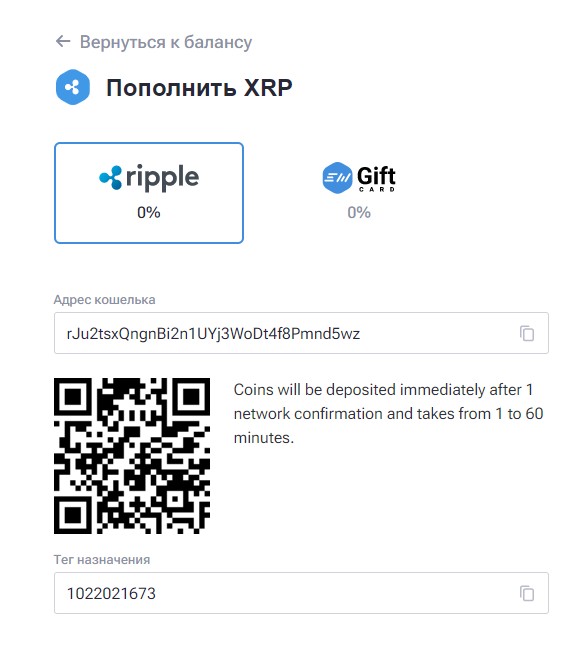 ← Вернуться к балансу
Пополнить XRP
ripple
0%
Gift
CARD
0%
Адрес кошелька
rJu2tsxQngnBi2n1UYj3WoDt4f8Pmnd5wz
Coins will be deposited immediately after 1
network confirmation and takes from 1 to 60
minutes.
Тег назначения
1022021673